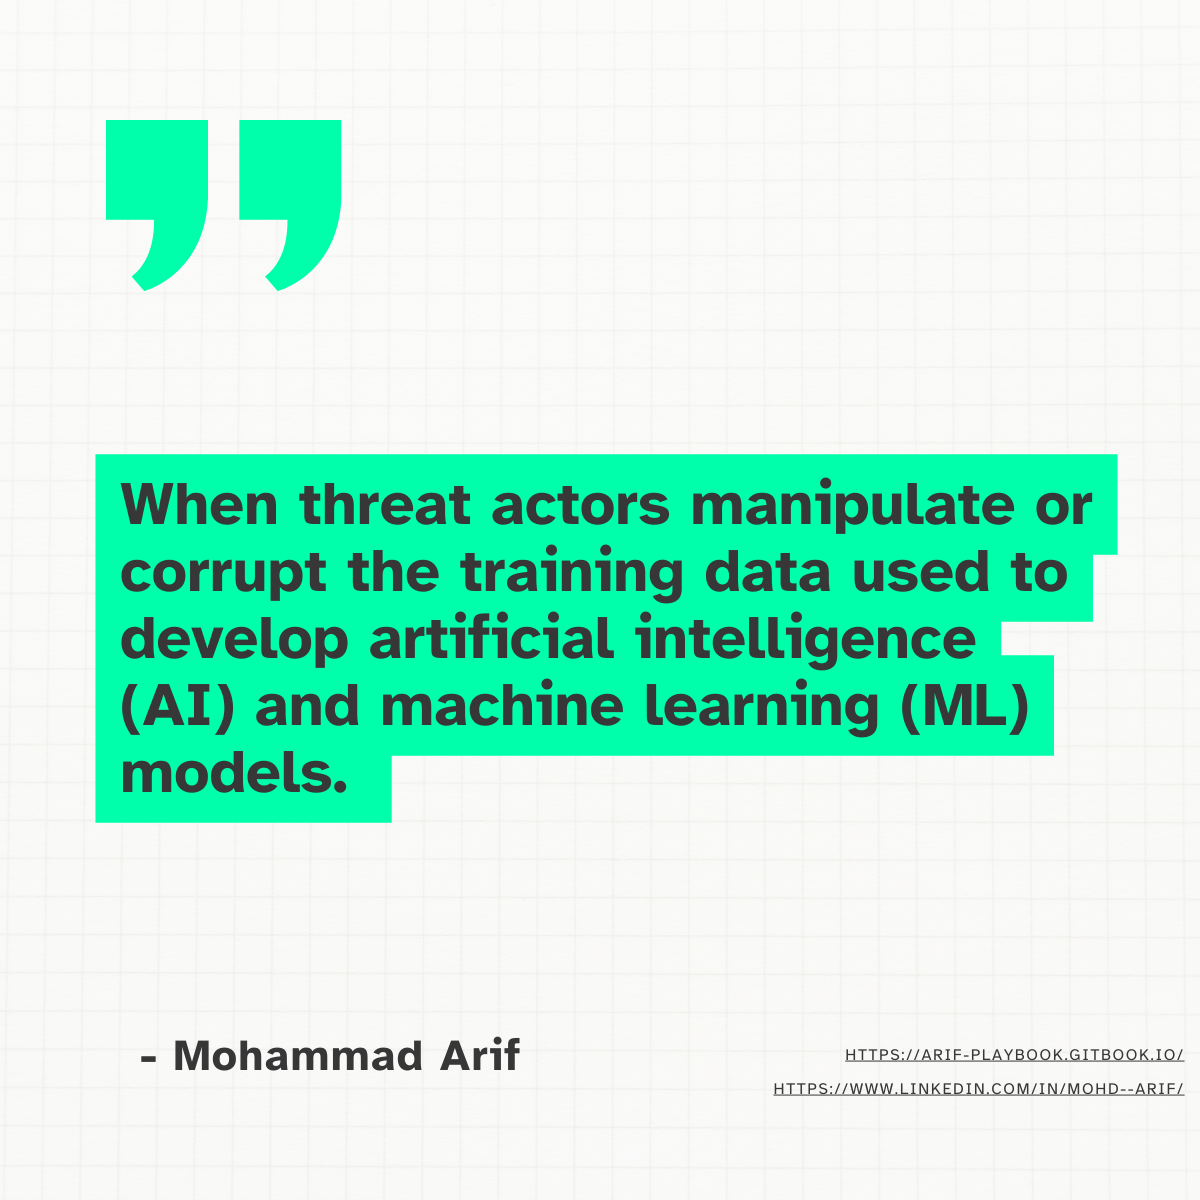 ”
When threat actors manipulate or
corrupt the training data used to
develop artificial intelligence
(AI) and machine learning (ML)
models.
- Mohammad Arif
HTTPS://ARIF-PLAYBOOK.GITBOOK.IO/
HTTPS://WWW.LINKEDIN.COM/IN/MOHD--ARIF/